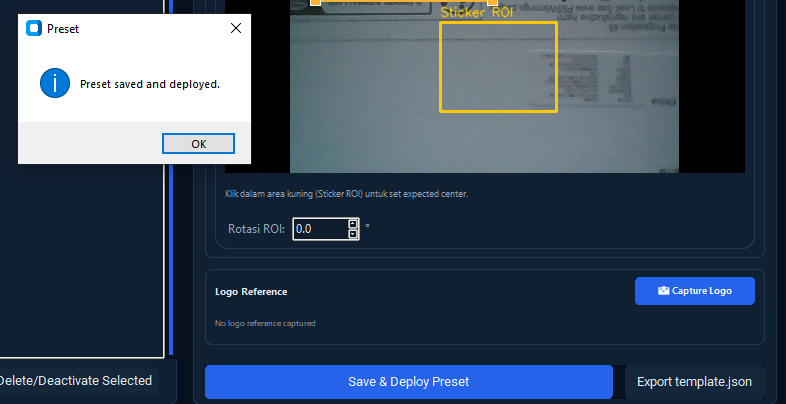 Preset
Preset saved and deployed.
OK
Sticker ROI
Klik dalam area kuning (Sticker ROI) untuk set expected center.
Rotasi ROI: 0.0 °
Logo Reference
Capture Logo
No logo reference captured
Delete/Deactivate Selected
Save & Deploy Preset
Export template.json